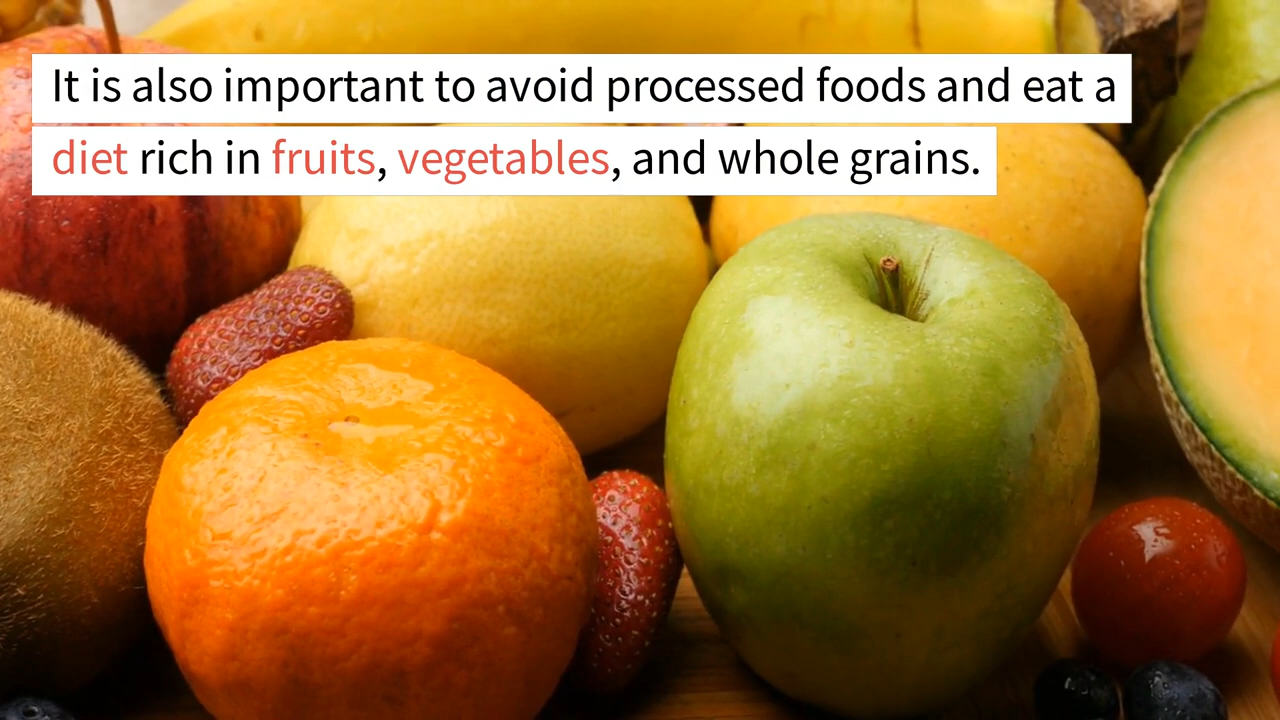 It is also important to avoid processed foods and eat a
diet rich in fruits, vegetables, and whole grains.